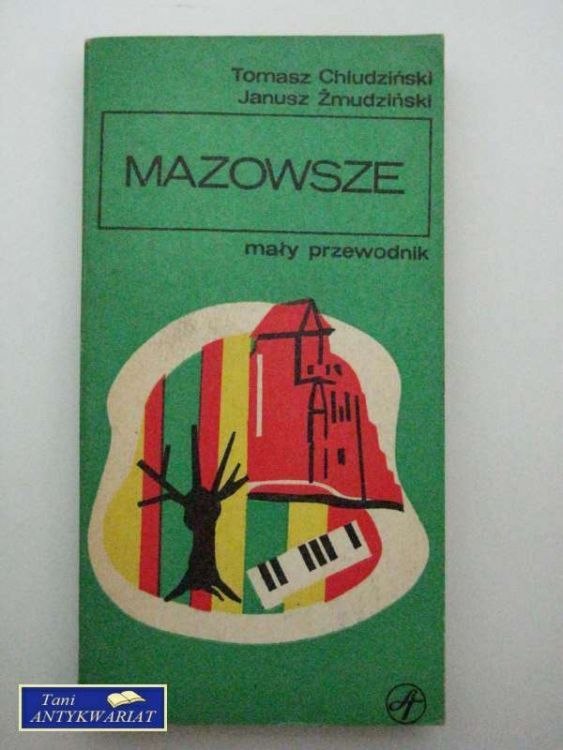 Tomasz Chludziński
Janusz Żmudziński
MAZOWSZE
mały przewodnik
Tani
ANTYKWARIAT